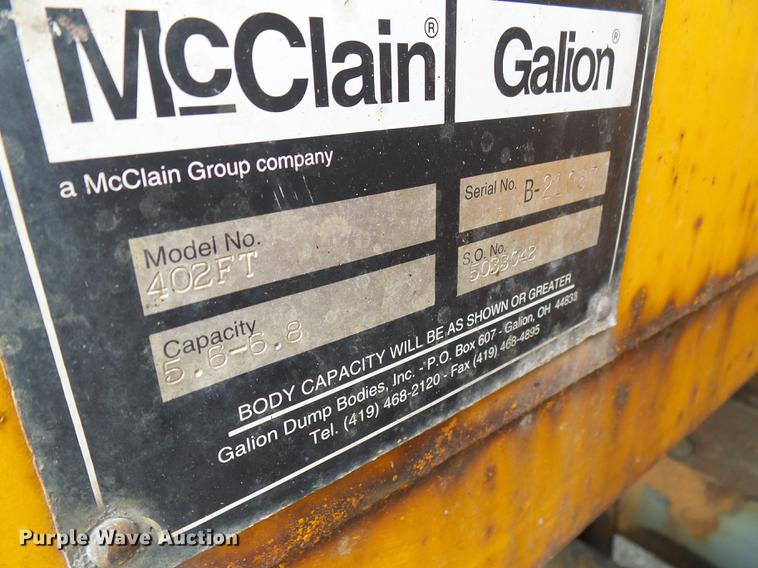 McClain® Galion®
a McClain Group company
Model No. 402FT
Serial No.
Capacity 5.6-6.8
S.O. No. 5033042
BODY CAPACITY WILL BE AS SHOWN OR GREATER
Galion Dump Bodies, Inc. - P.O. Box 607 - Galion, OH 44833
Tel. (419) 468-2120 - Fax (419) 468-4895
Purple Wave Auction